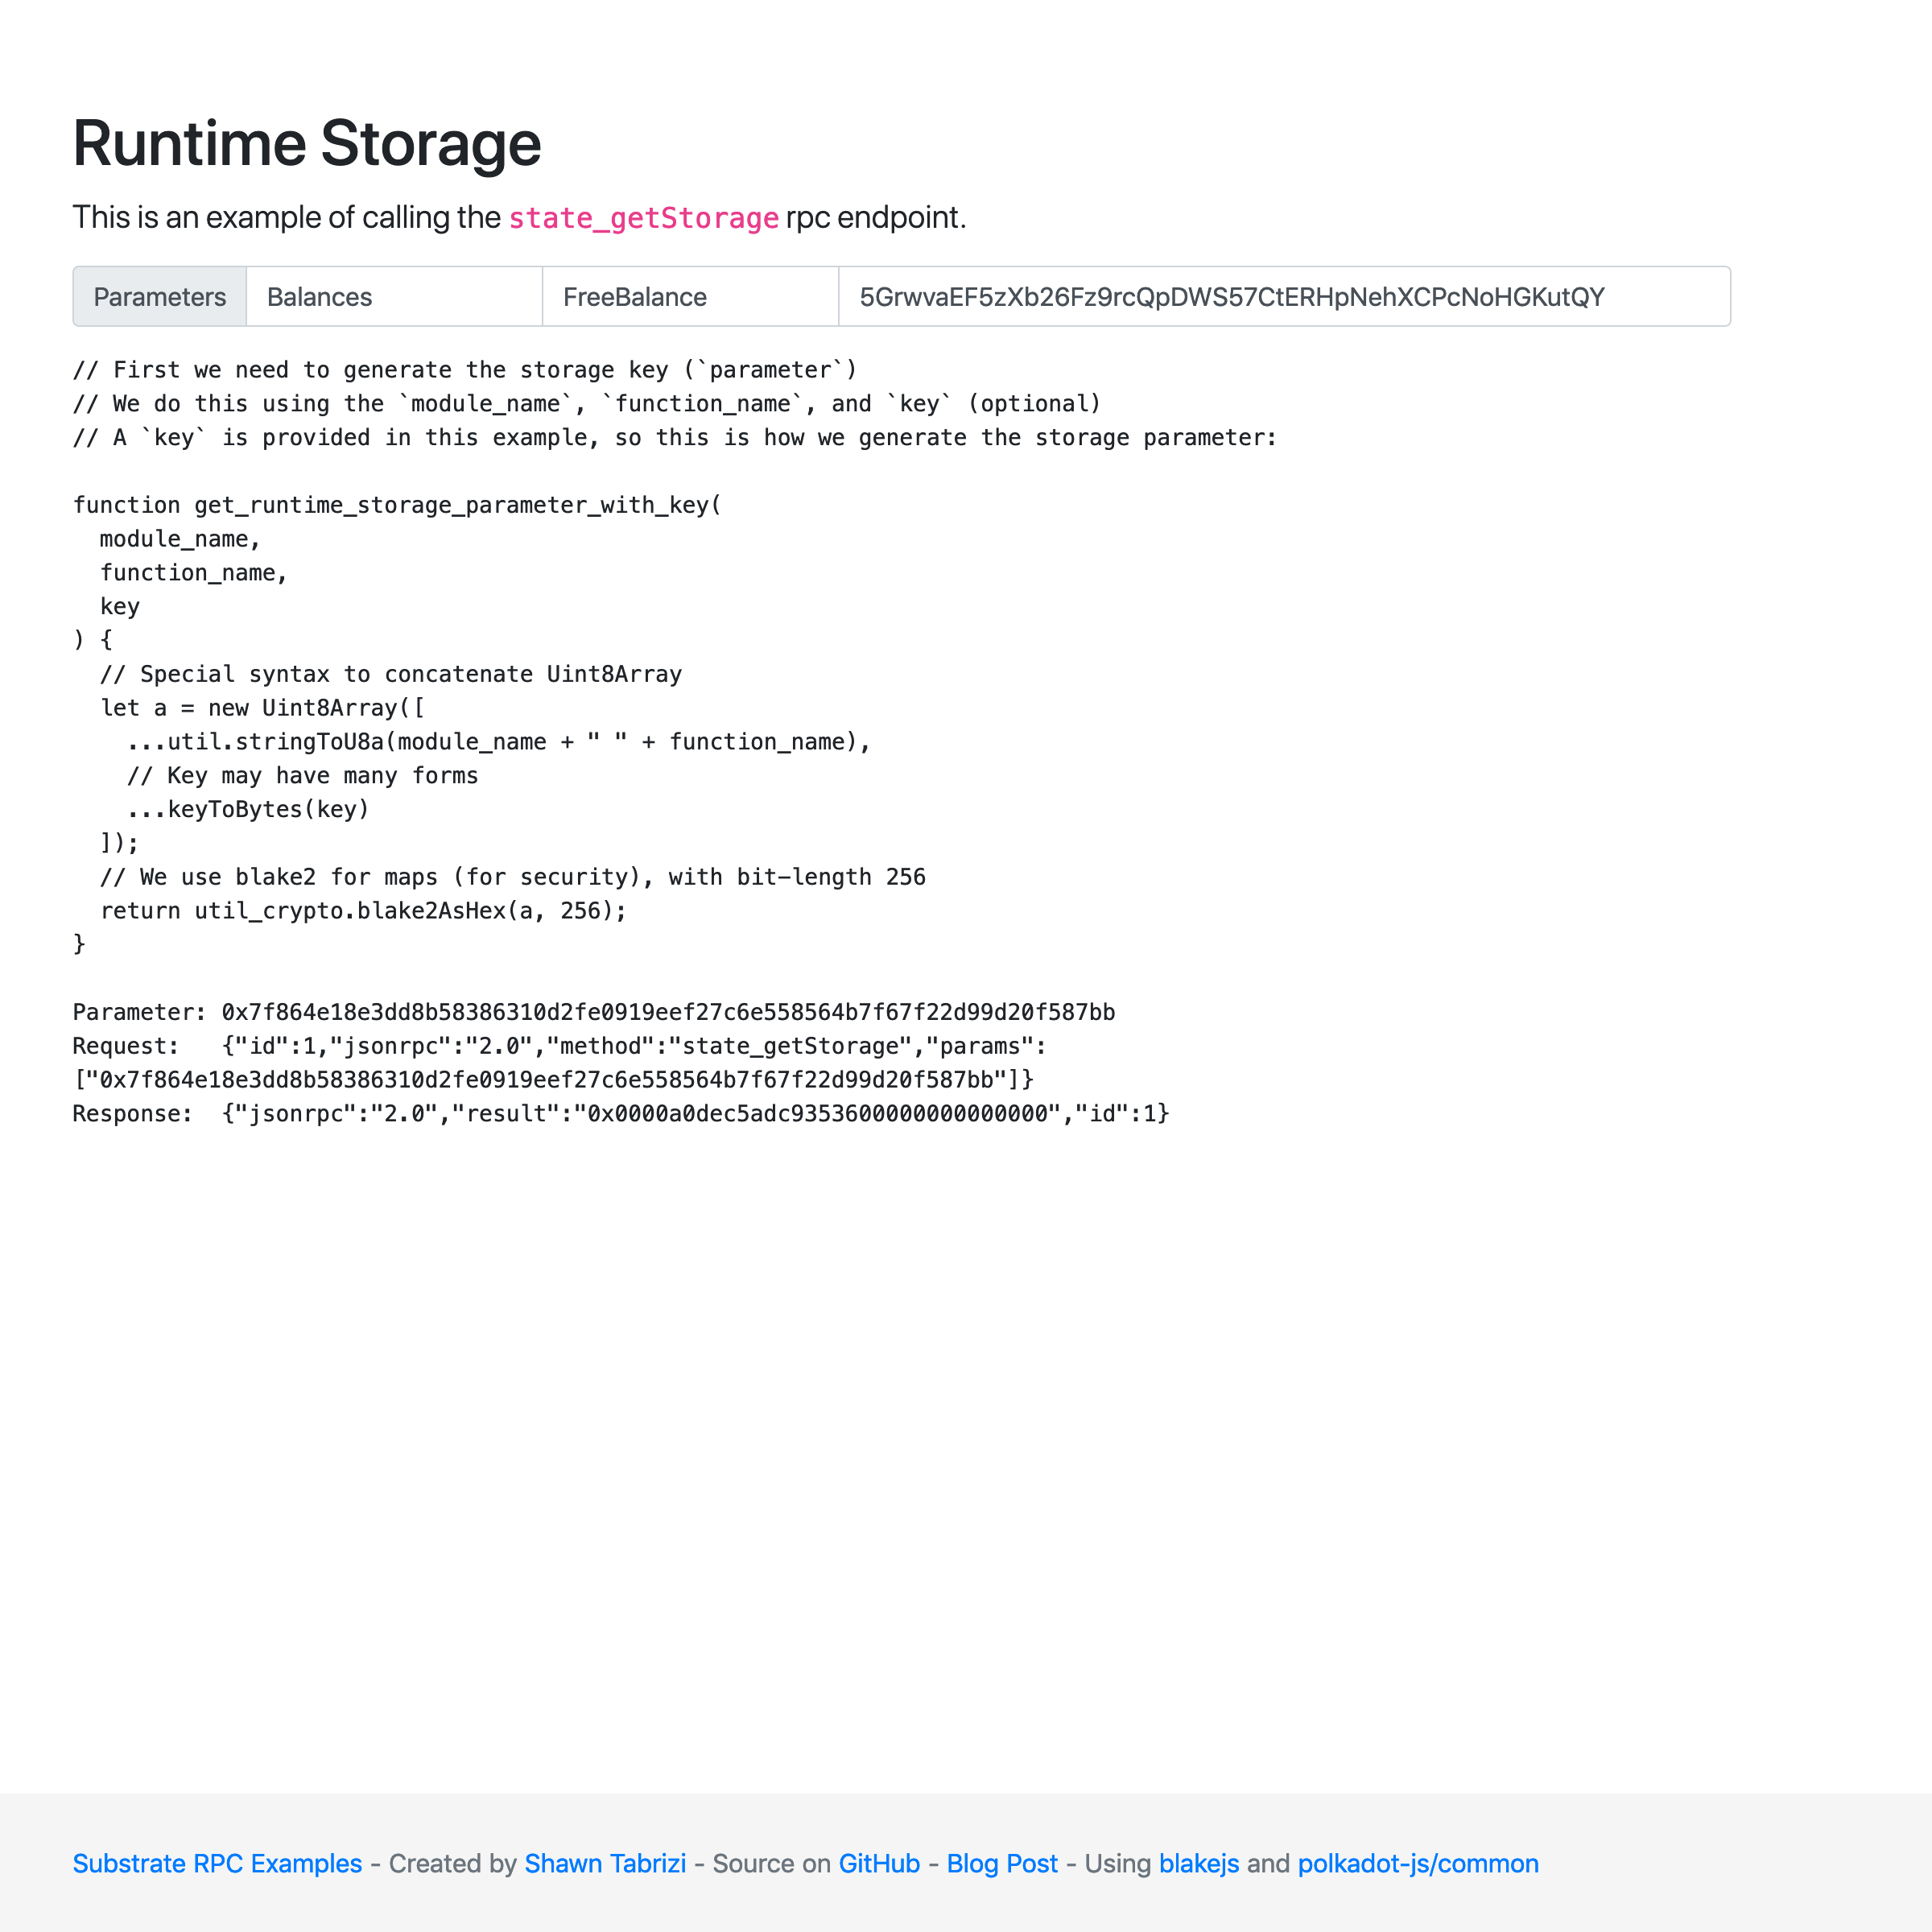 Runtime Storage
This is an example of calling the state_getStorage rpc endpoint.
Parameters Balances FreeBalance 5GrwvaEF5zXb26Fz9rcQpDWS57CtERHpNehXCPcNoHGKutQY
// First we need to generate the storage key (`parameter`)
// We do this using the `module_name`, `function_name`, and `key` (optional)
// A `key` is provided in this example, so this is how we generate the storage parameter:
function get_runtime_storage_parameter_with_key(
  module_name,
  function_name,
  key
) {
  // Special syntax to concatenate Uint8Array
  let a = new Uint8Array([
    ...util.stringToU8a(module_name + " " + function_name),
    // Key may have many forms
    ...keyToBytes(key)
  ]);
  // We use blake2 for maps (for security), with bit-length 256
  return util_crypto.blake2AsHex(a, 256);
}
Parameter: 0x7f864e18e3dd8b58386310d2fe0919eef27c6e558564b7f67f22d99d20f587bb
Request:   {"id":1,"jsonrpc":"2.0","method":"state_getStorage","params":
["0x7f864e18e3dd8b58386310d2fe0919eef27c6e558564b7f67f22d99d20f587bb"]}
Response:  {"jsonrpc":"2.0","result":"0x0000a0dec5adc9353600000000000000","id":1}
Substrate RPC Examples - Created by Shawn Tabrizi - Source on GitHub - Blog Post - Using blakejs and polkadot-js/common